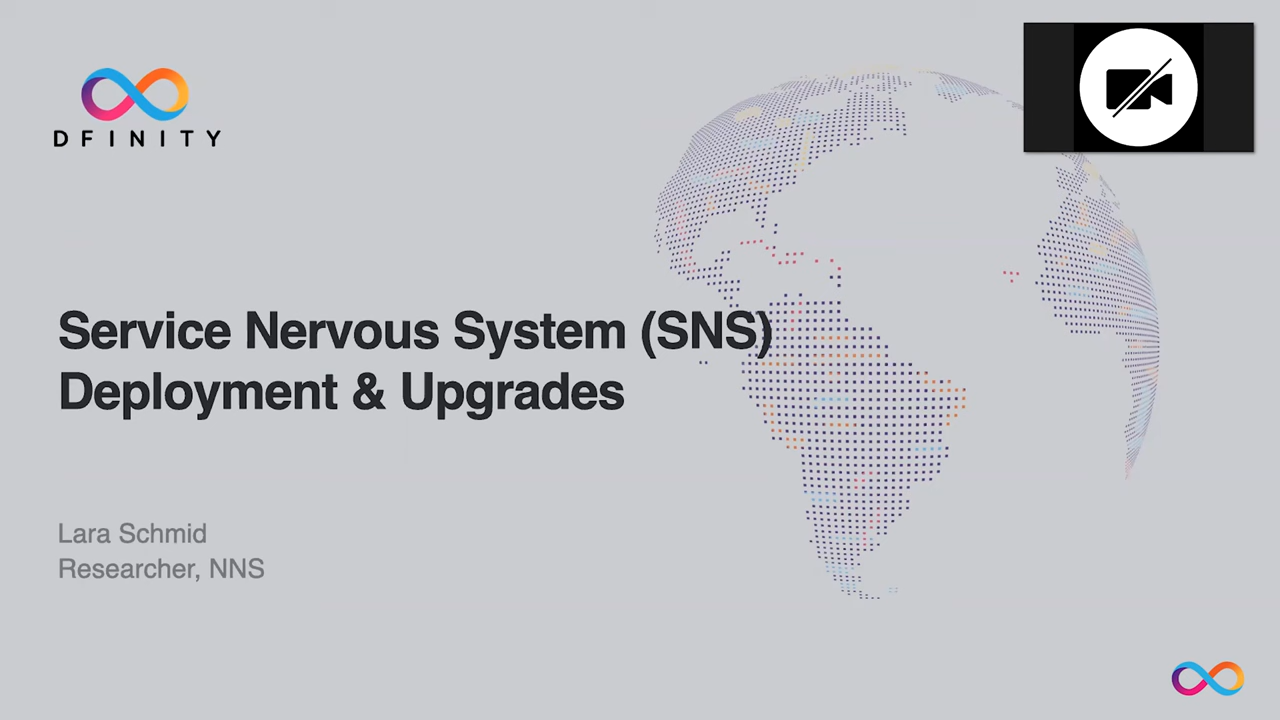 DFINITY
Service Nervous System (SNS)
Deployment & Upgrades
Lara Schmid
Researcher, NNS